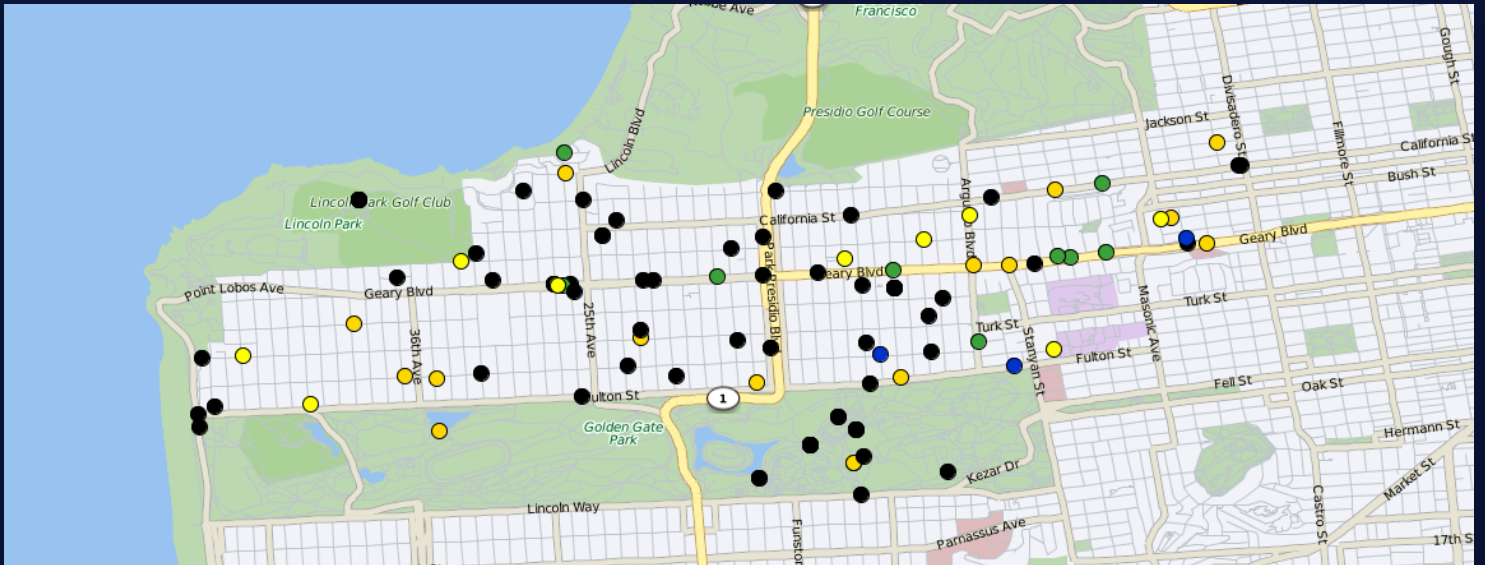 Francisco
Gough St
Presidio Golf Course
Divisadero St
Jackson St
Fillmore St
California St
Bush St
Lincoln Blvd
Lincoln Park Golf Club
Lincoln Park
California St
Arguello Blvd
Geary Blvd
Point Lobos Ave
Geary Blvd
Geary Blvd
Park Presidio Blvd
Turk St
25th Ave
36th Ave
Turk St
Masonic Ave
Stanyan St
Fulton St
Fell St
Oak St
Fulton St
1
Golden Gate
Park
Hermann St
Kezar Dr
Market St
Lincoln Way
Castro St
Funston
Parnassus Ave
17th S